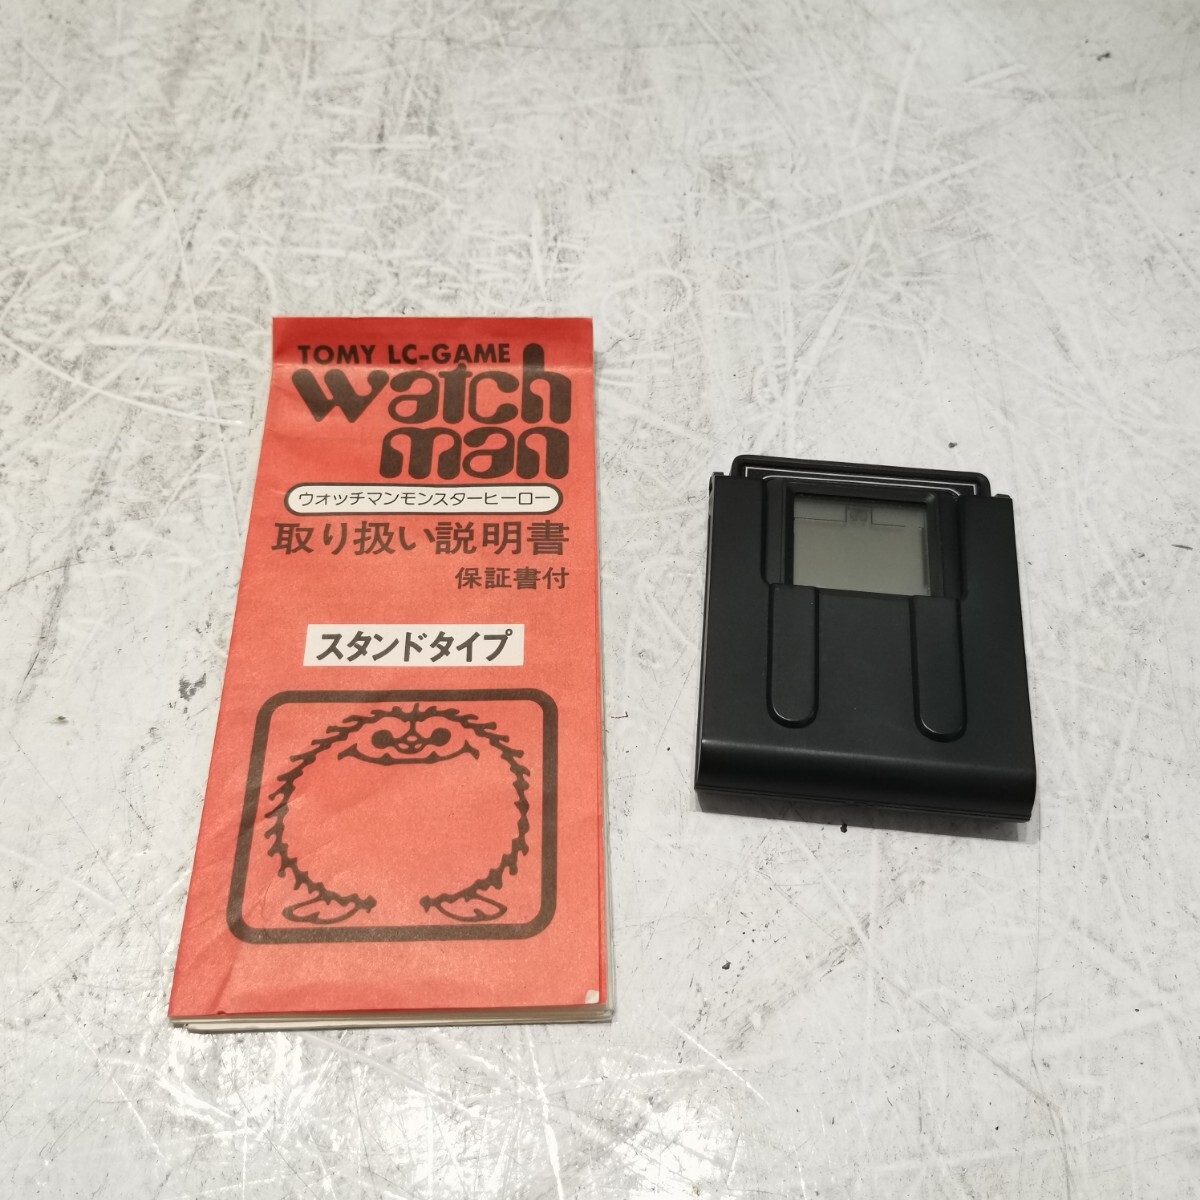 TOMY LC-GAME
watch
man
ウォッチマンモンスターヒーロー
取り扱い説明書
保証書付
スタンドタイプ